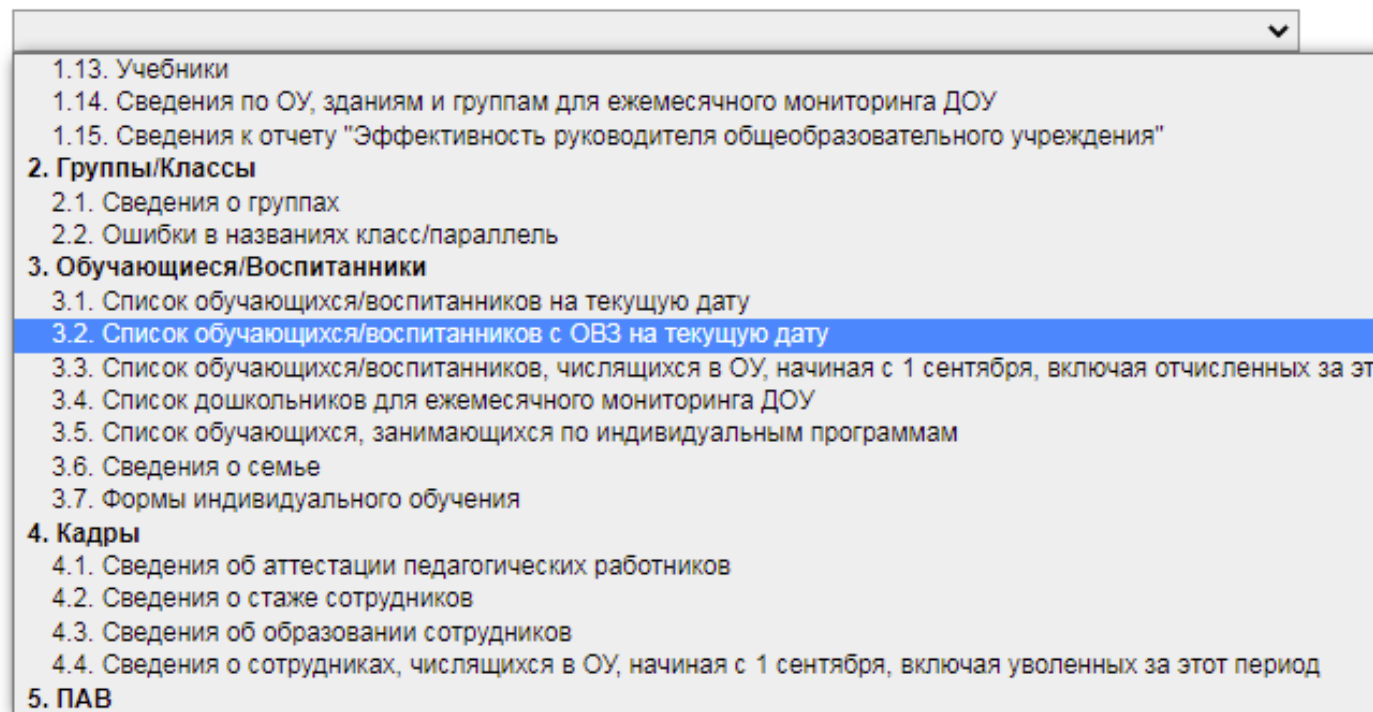 1.13. Учебники
1.14. Сведения по ОУ, зданиям и группам для ежемесячного мониторинга ДОУ
1.15. Сведения к отчету "Эффективность руководителя общеобразовательного учреждения"
2. Группы/Классы
2.1. Сведения о группах
2.2. Ошибки в названиях класс/параллель
3. Обучающиеся/Воспитанники
3.1. Список обучающихся/воспитанников на текущую дату
3.2. Список обучающихся/воспитанников с ОВЗ на текущую дату
3.3. Список обучающихся/воспитанников, числящихся в ОУ, начиная с 1 сентября, включая отчисленных за эт
3.4. Список дошкольников для ежемесячного мониторинга ДОУ
3.5. Список обучающихся, занимающихся по индивидуальным программам
3.6. Сведения о семье
3.7. Формы индивидуального обучения
4. Кадры
4.1. Сведения об аттестации педагогических работников
4.2. Сведения о стаже сотрудников
4.3. Сведения об образовании сотрудников
4.4. Сведения о сотрудниках, числящихся в ОУ, начиная с 1 сентября, включая уволенных за этот период
5. ПАВ